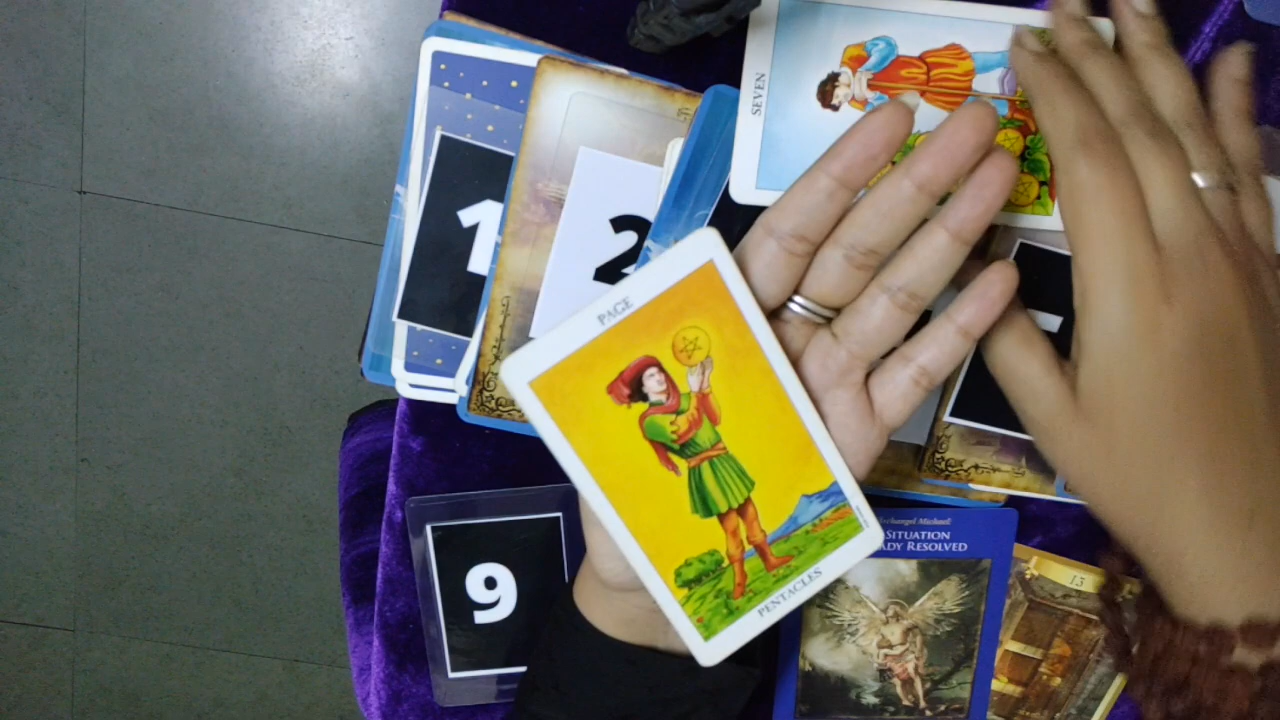 SEVEN
1
2
PAGE
PENTACLES
9
Archangel Michael
SITUATION
ADY RESOLVED
13